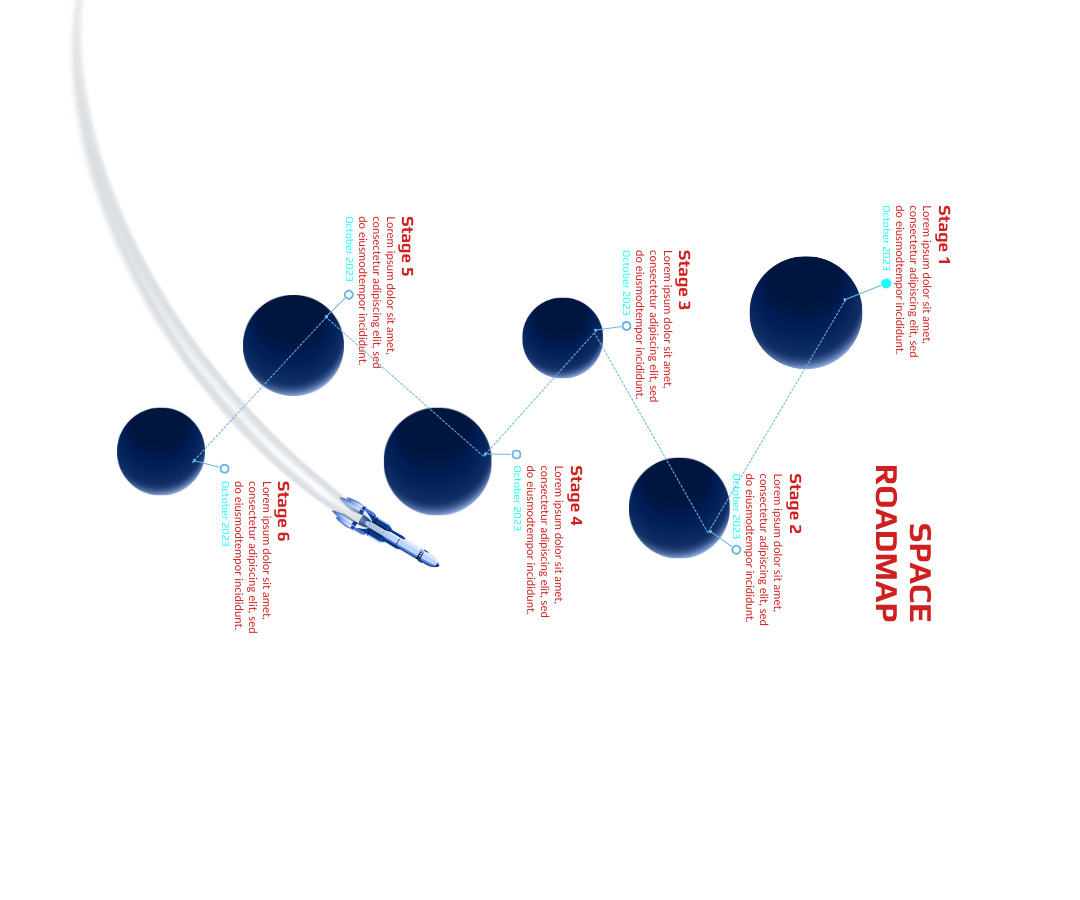 SPACE
ROADMAP
Stage 1
Lorem ipsum dolor sit amet,
consectetur adipiscing elit, sed
do eiusmodtempor incididunt.
October 2023
Stage 2
Lorem ipsum dolor sit amet,
consectetur adipiscing elit, sed
do eiusmodtempor incididunt.
October 2023
Stage 3
Lorem ipsum dolor sit amet,
consectetur adipiscing elit, sed
do eiusmodtempor incididunt.
October 2023
Stage 4
Lorem ipsum dolor sit amet,
consectetur adipiscing elit, sed
do eiusmodtempor incididunt.
October 2023
Stage 5
Lorem ipsum dolor sit amet,
consectetur adipiscing elit, sed
do eiusmodtempor incididunt.
October 2023
Stage 6
Lorem ipsum dolor sit amet,
consectetur adipiscing elit, sed
do eiusmodtempor incididunt.
October 2023